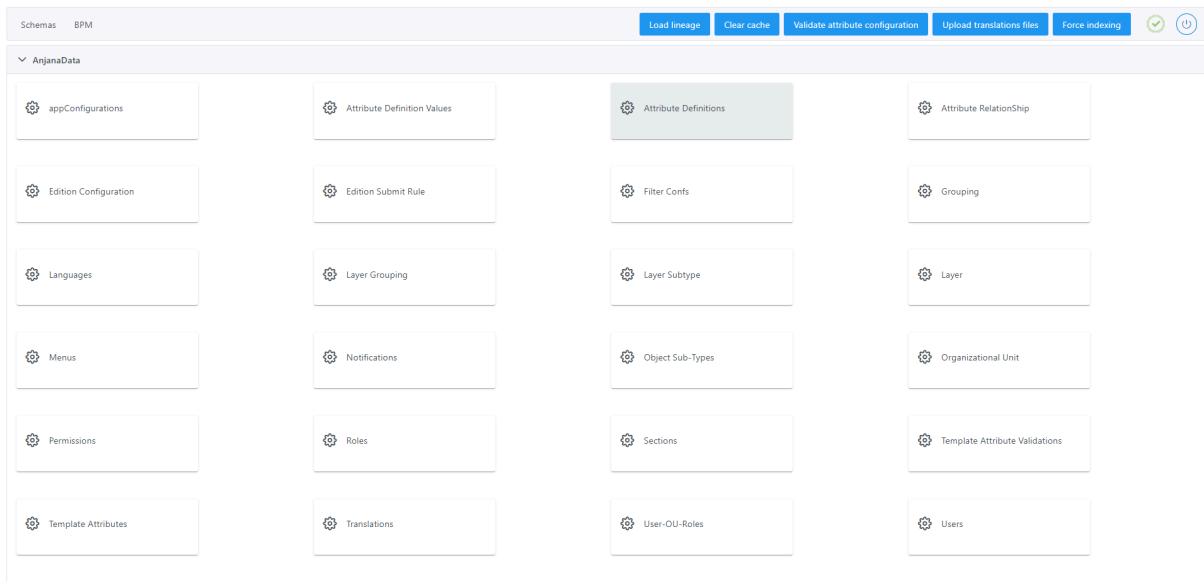 Schemas BPM Load lineage Clear cache Validate attribute configuration Upload translations files Force indexing
AnjanaData
appConfigurations Attribute Definition Values Attribute Definitions Attribute RelationShip
Edition Configuration Edition Submit Rule Filter Confs Grouping
Languages Layer Grouping Layer Subtype Layer
Menus Notifications Object Sub-Types Organizational Unit
Permissions Roles Sections Template Attribute Validations
Template Attributes Translations User-OU-Roles Users